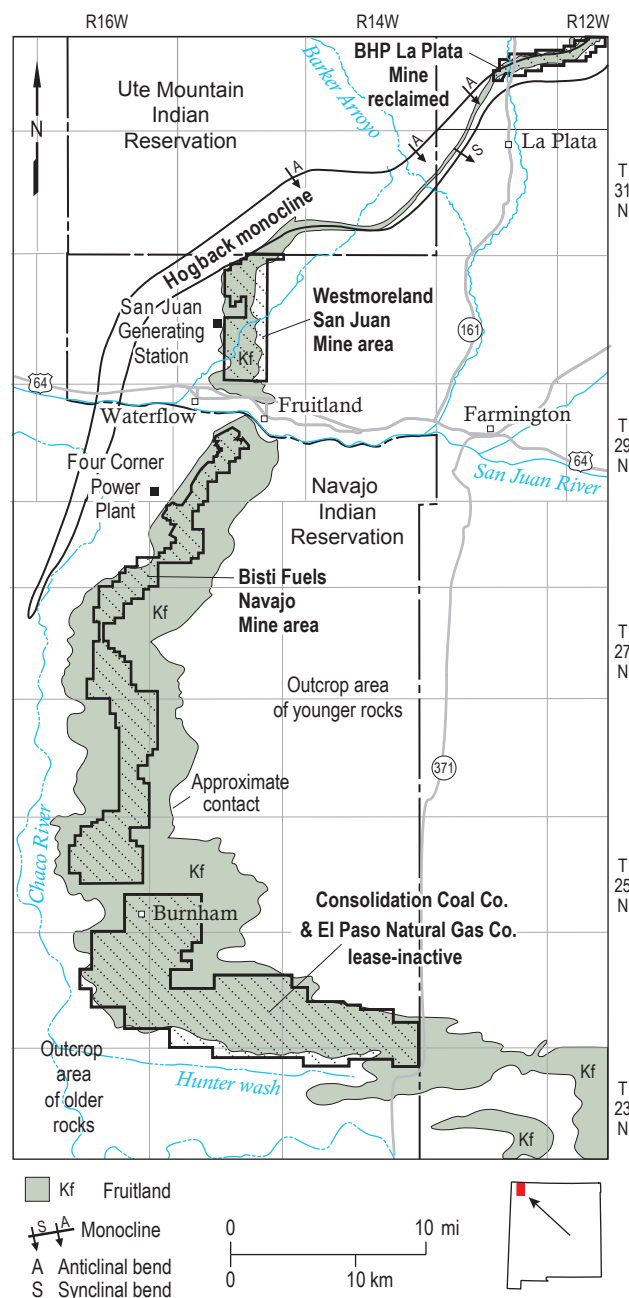 R16W
R14W
R12W
BHP La Plata
Mine
reclaimed
Barker Arroyo
Ute Mountain
Indian
Reservation
N
A
A
A
S
La Plata
T
31
N
Hogback monocline
San Juan
Generating
Station
Westmoreland
San Juan
Mine area
Kf
161
64
Waterflow
Fruitland
Farmington
T
29
N
64
San Juan River
Four Corner
Power
Plant
Navajo
Indian
Reservation
Bisti Fuels
Navajo
Mine area
Kf
T
27
N
Outcrop area
of younger rocks
371
Approximate
contact
Chaco River
Kf
T
25
N
Burnham
Consolidation Coal Co.
& El Paso Natural Gas Co.
lease-inactive
Outcrop
area
of older
rocks
Hunter wash
Kf
T
23
N
Kf
Kf Fruitland
S A Monocline
A Anticlinal bend
S Synclinal bend
0 10 mi
0 10 km